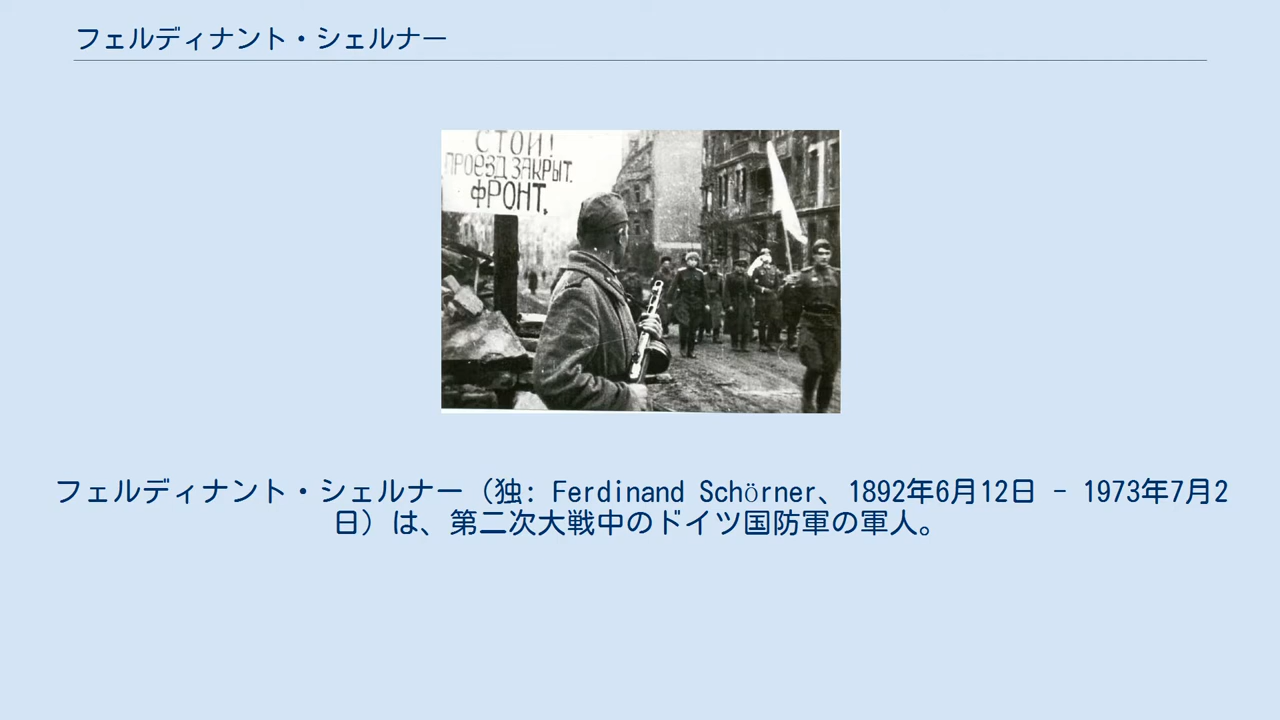 フェルディナント・シェルナー
СТОЙ!
ПРОЕЗД ЗАКРЫТ.
ФРОНТ.
フェルディナント・シェルナー（独: Ferdinand Schörner、1892年6月12日 - 1973年7月2
日）は、第二次大戦中のドイツ国防軍の軍人。